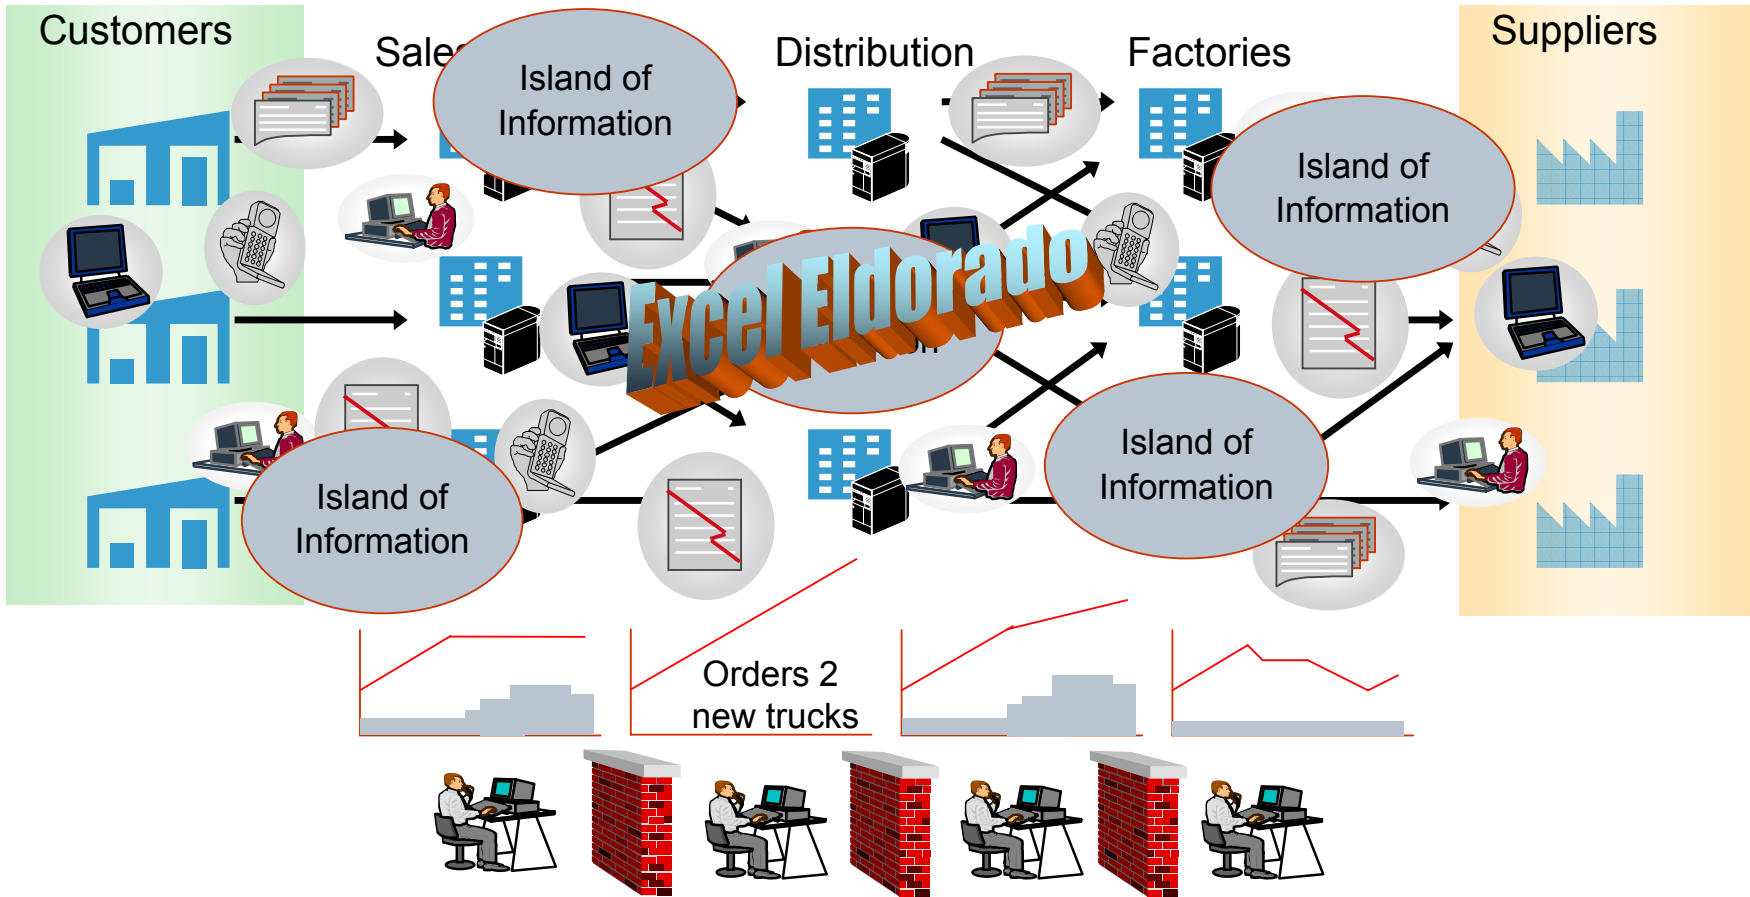 Customers
Suppliers
Distribution
Factories
Island of
Information
Island of
Information
Excel Eldorado
Island of
Information
Island of
Information
Orders 2
new trucks